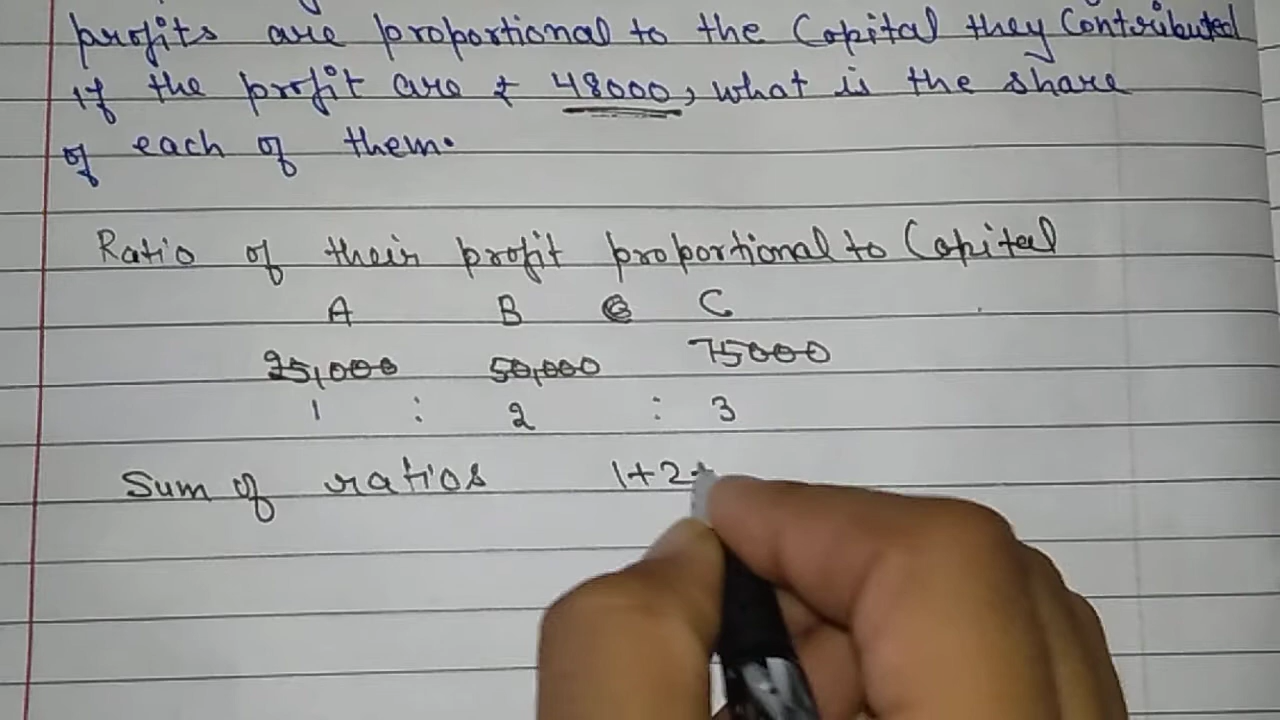 profits are proportional to the Capital they Contributed
if the profit are ₹ 48000, what is the share
of each of them.
Ratio of their profit proportional to Capital
A B C
25,000 50,000 75000
1 : 2 : 3
Sum of ratios 1+2+